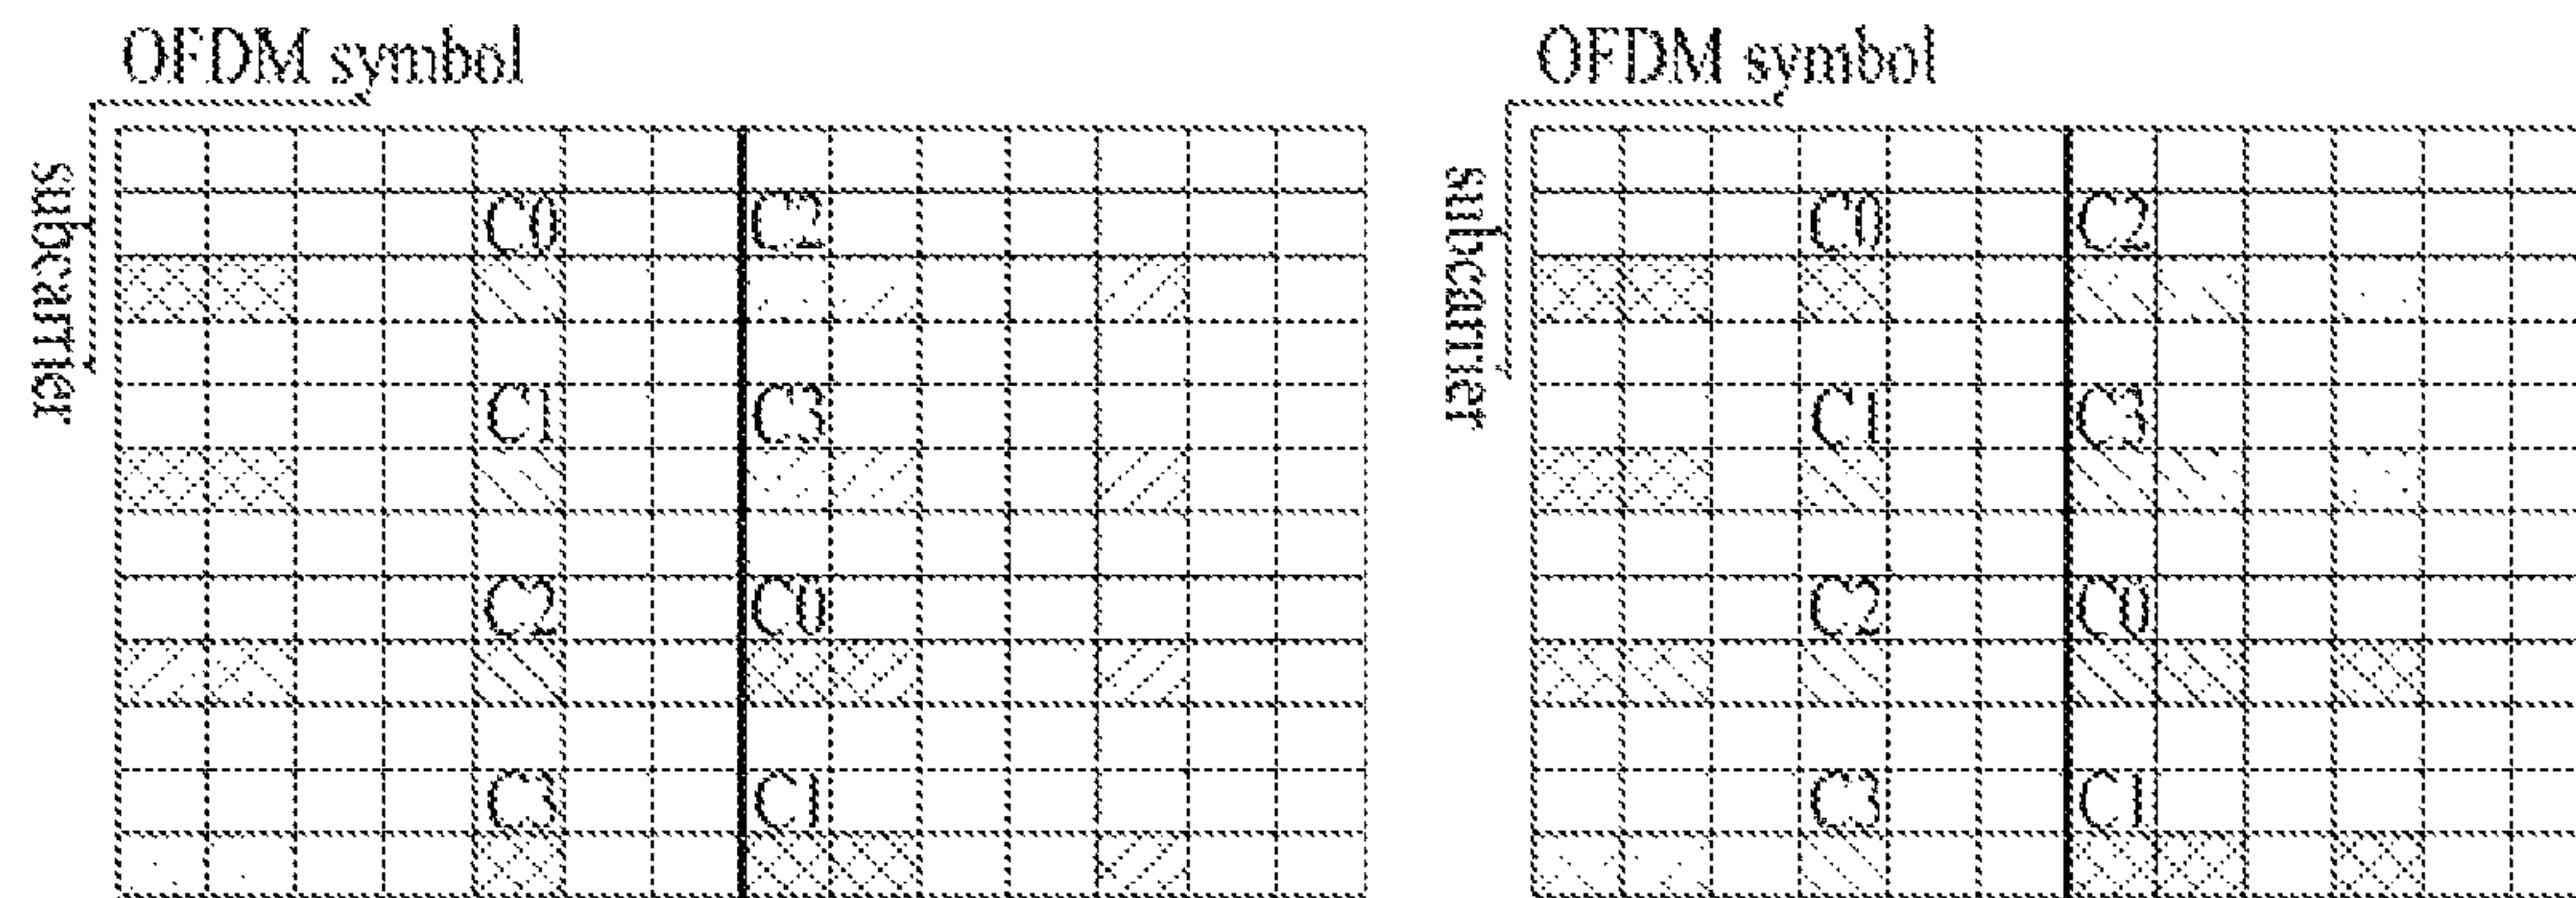 OFDM symbol
subcarrier
C0 C2
C1 C3
C2 C0
C3 C1
OFDM symbol
subcarrier
C0 C2
C1 C3
C2 C0
C3 C1